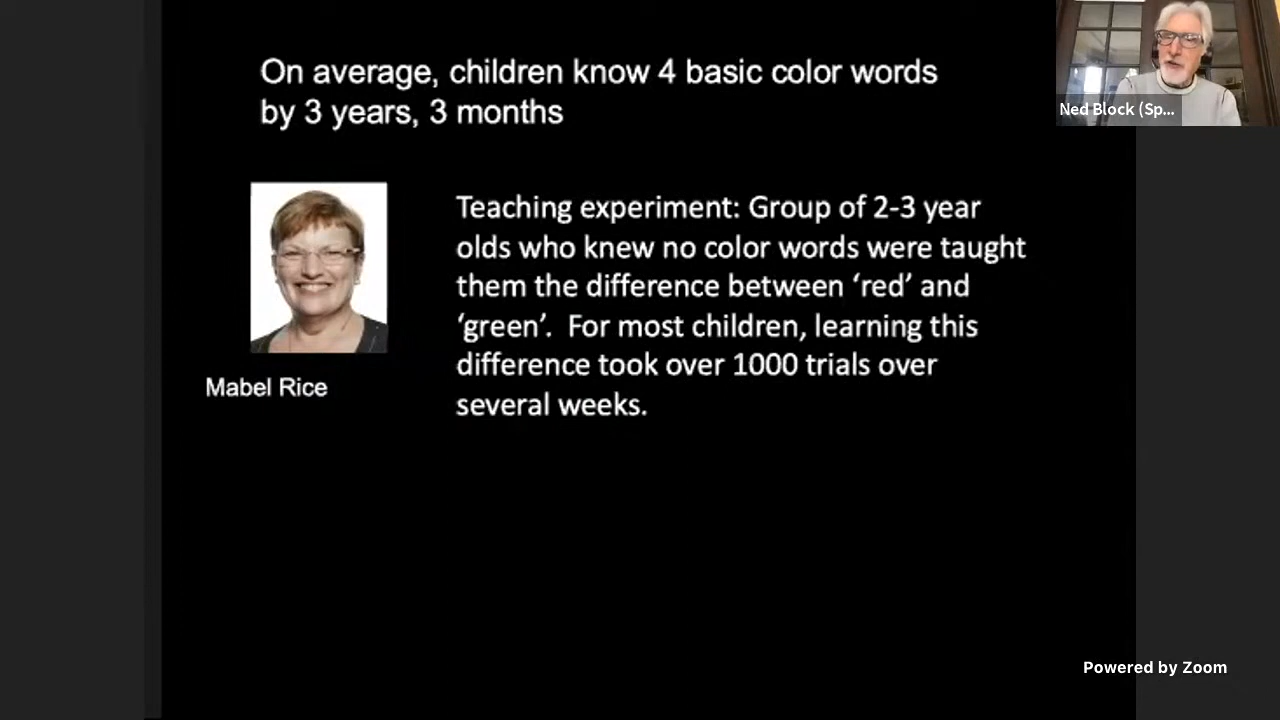 On average, children know 4 basic color words
by 3 years, 3 months
Ned Block (Sp...
Teaching experiment: Group of 2-3 year
olds who knew no color words were taught
them the difference between ‘red’ and
‘green’.  For most children, learning this
difference took over 1000 trials over
several weeks.
Mabel Rice
Powered by Zoom